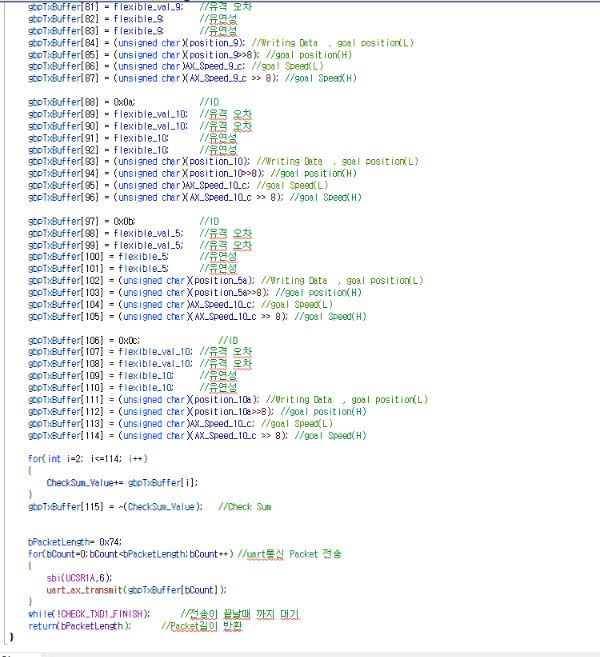 gbpTxBuffer[81] = flexible_val_9; //유격 오차
gbpTxBuffer[82] = flexible_9; //유연성
gbpTxBuffer[83] = flexible_9; //유연성
gbpTxBuffer[84] = (unsigned char)(position_9); //Writing Data , goal position(L)
gbpTxBuffer[85] = (unsigned char)(position_9>>8); //goal position(H)
gbpTxBuffer[86] = (unsigned char)(AX_Speed_9_c; //goal Speed(L)
gbpTxBuffer[87] = (unsigned char)(AX_Speed_9_c >> 8); //goal Speed(H)
gbpTxBuffer[88] = 0x0a; //ID
gbpTxBuffer[89] = flexible_val_10; //유격 오차
gbpTxBuffer[90] = flexible_val_10; //유격 오차
gbpTxBuffer[91] = flexible_10; //유연성
gbpTxBuffer[92] = flexible_10; //유연성
gbpTxBuffer[93] = (unsigned char)(position_10); //Writing Data , goal position(L)
gbpTxBuffer[94] = (unsigned char)(position_10>>8); //goal position(H)
gbpTxBuffer[95] = (unsigned char)AX_Speed_10_c; //goal Speed(L)
gbpTxBuffer[96] = (unsigned char)(AX_Speed_10_c >> 8); //goal Speed(H)
gbpTxBuffer[97] = 0x0b; //ID
gbpTxBuffer[98] = flexible_val_5; //유격 오차
gbpTxBuffer[99] = flexible_val_5; //유격 오차
gbpTxBuffer[100] = flexible_5; //유연성
gbpTxBuffer[101] = flexible_5; //유연성
gbpTxBuffer[102] = (unsigned char)(position_5a); //Writing Data , goal position(L)
gbpTxBuffer[103] = (unsigned char)(position_5a>>8); //goal position(H)
gbpTxBuffer[104] = (unsigned char)AX_Speed_10_c; //goal Speed(L)
gbpTxBuffer[105] = (unsigned char)(AX_Speed_10_c >> 8); //goal Speed(H)
gbpTxBuffer[106] = 0x0c; //ID
gbpTxBuffer[107] = flexible_val_10; //유격 오차
gbpTxBuffer[108] = flexible_val_10; //유격 오차
gbpTxBuffer[109] = flexible_10; //유연성
gbpTxBuffer[110] = flexible_10; //유연성
gbpTxBuffer[111] = (unsigned char)(position_10a); //Writing Data , goal position(L)
gbpTxBuffer[112] = (unsigned char)(position_10a>>8); //goal position(H)
gbpTxBuffer[113] = (unsigned char)AX_Speed_10_c; //goal Speed(L)
gbpTxBuffer[114] = (unsigned char)(AX_Speed_10_c >> 8); //goal Speed(H)
for(int i=2; i<=114; i++)
{
CheckSum_Value+= gbpTxBuffer[i];
}
gbpTxBuffer[115] = ~(CheckSum_Value); //Check Sum
bPacketLength= 0x74;
for(bCount=0;bCount<bPacketLength;bCount++) //uart통신 Packet 전송
{
sbi(UCSR1A,6);
uart_ax_transmit(gbpTxBuffer[bCount]);
}
while(!CHECK_TXD1_FINISH); //전송이 끝날때 까지 대기
return(bPacketLength); //Packet길이 반환
}